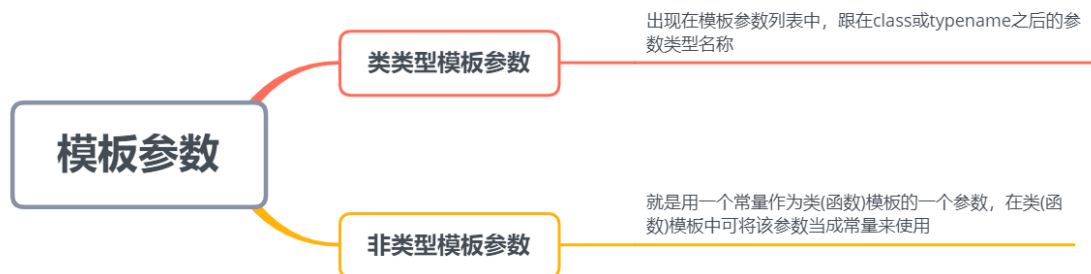 模板参数
类类型模板参数
出现在模板参数列表中，跟在class或typename之后的参
数类型名称
非类型模板参数
就是用一个常量作为类(函数)模板的一个参数，在类(函
数)模板中可将该参数当成常量来使用